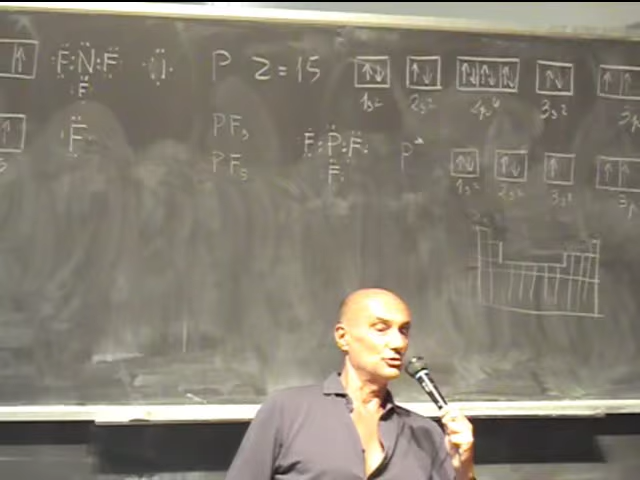 F N F
F
P Z=15
1s² 2s² 2p⁶ 3s²
F
PF₃
PF₅
F P F
F
P*
1s² 2s² 3s¹